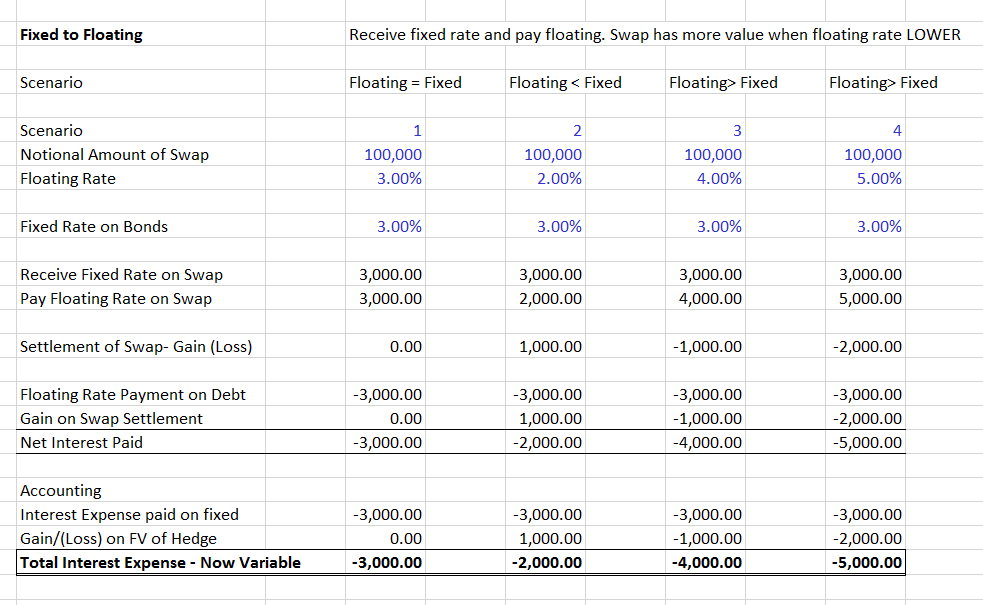 Fixed to Floating Receive fixed rate and pay floating. Swap has more value when floating rate LOWER
Scenario Floating = Fixed Floating < Fixed Floating> Fixed Floating> Fixed
Scenario 1 2 3 4
Notional Amount of Swap 100,000 100,000 100,000 100,000
Floating Rate 3.00% 2.00% 4.00% 5.00%
Fixed Rate on Bonds 3.00% 3.00% 3.00% 3.00%
Receive Fixed Rate on Swap 3,000.00 3,000.00 3,000.00 3,000.00
Pay Floating Rate on Swap 3,000.00 2,000.00 4,000.00 5,000.00
Settlement of Swap- Gain (Loss) 0.00 1,000.00 -1,000.00 -2,000.00
Floating Rate Payment on Debt -3,000.00 -3,000.00 -3,000.00 -3,000.00
Gain on Swap Settlement 0.00 1,000.00 -1,000.00 -2,000.00
Net Interest Paid -3,000.00 -2,000.00 -4,000.00 -5,000.00
Accounting
Interest Expense paid on fixed -3,000.00 -3,000.00 -3,000.00 -3,000.00
Gain/(Loss) on FV of Hedge 0.00 1,000.00 -1,000.00 -2,000.00
Total Interest Expense - Now Variable -3,000.00 -2,000.00 -4,000.00 -5,000.00